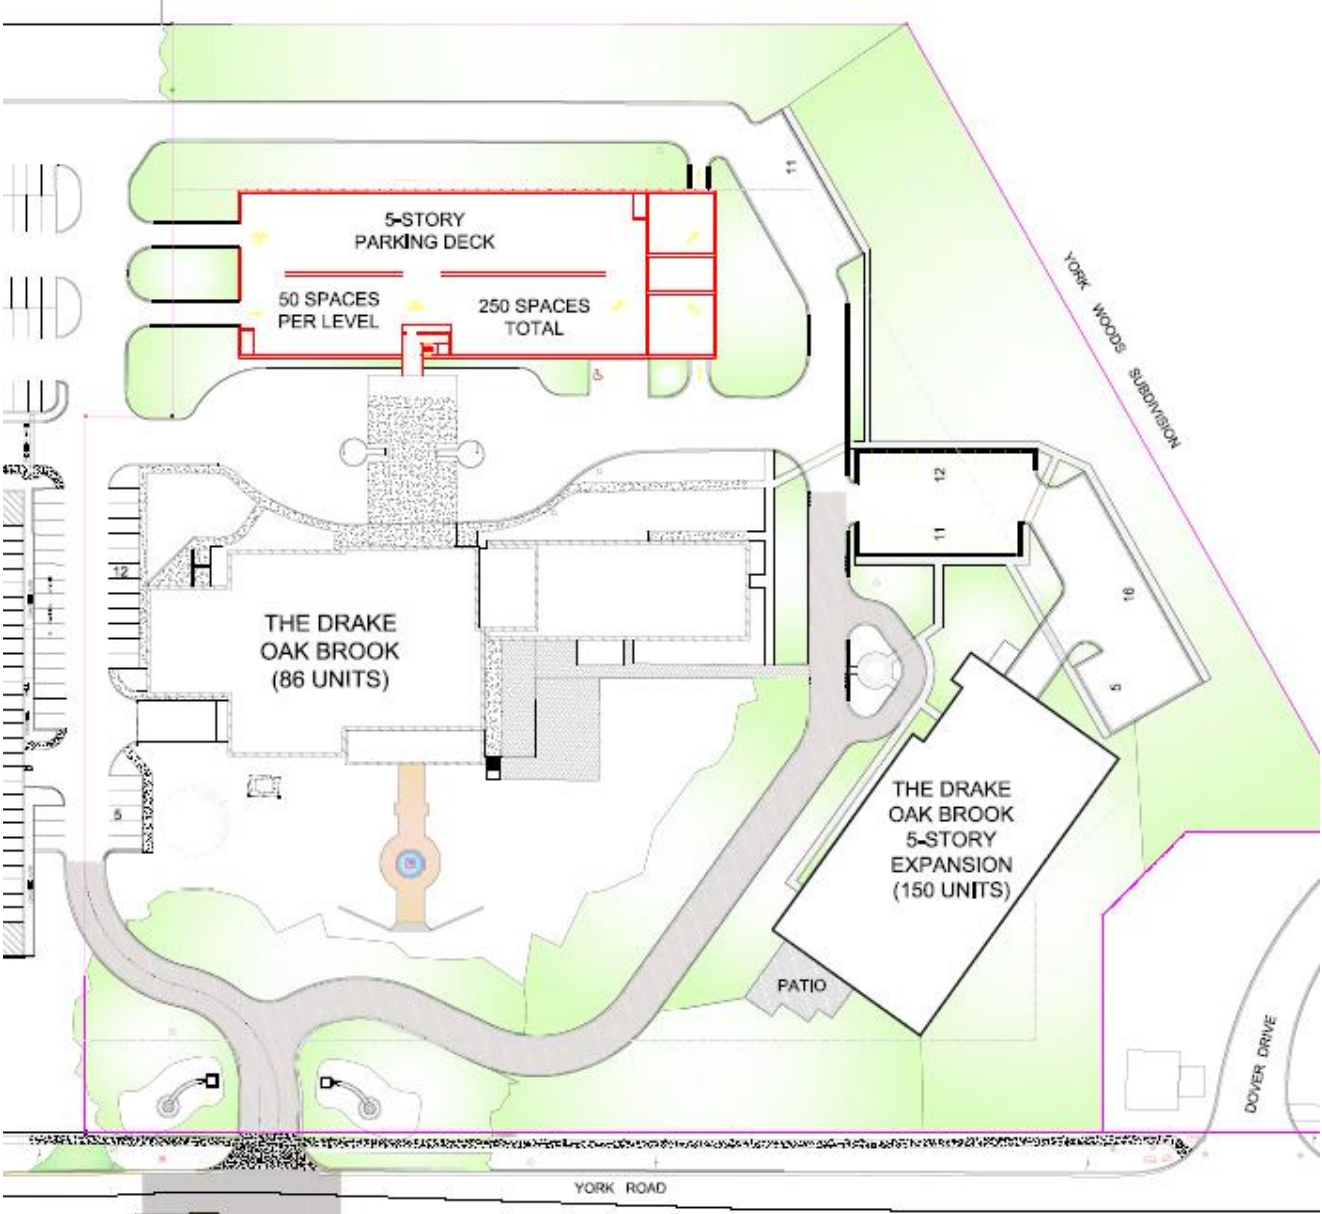 11
5-STORY
PARKING DECK
50 SPACES
PER LEVEL
250 SPACES
TOTAL
YORK WOODS SUBDIVISION
12
11
12
16
THE DRAKE
OAK BROOK
(86 UNITS)
5
THE DRAKE
OAK BROOK
5-STORY
EXPANSION
(150 UNITS)
5
PATIO
DOVER DRIVE
YORK ROAD